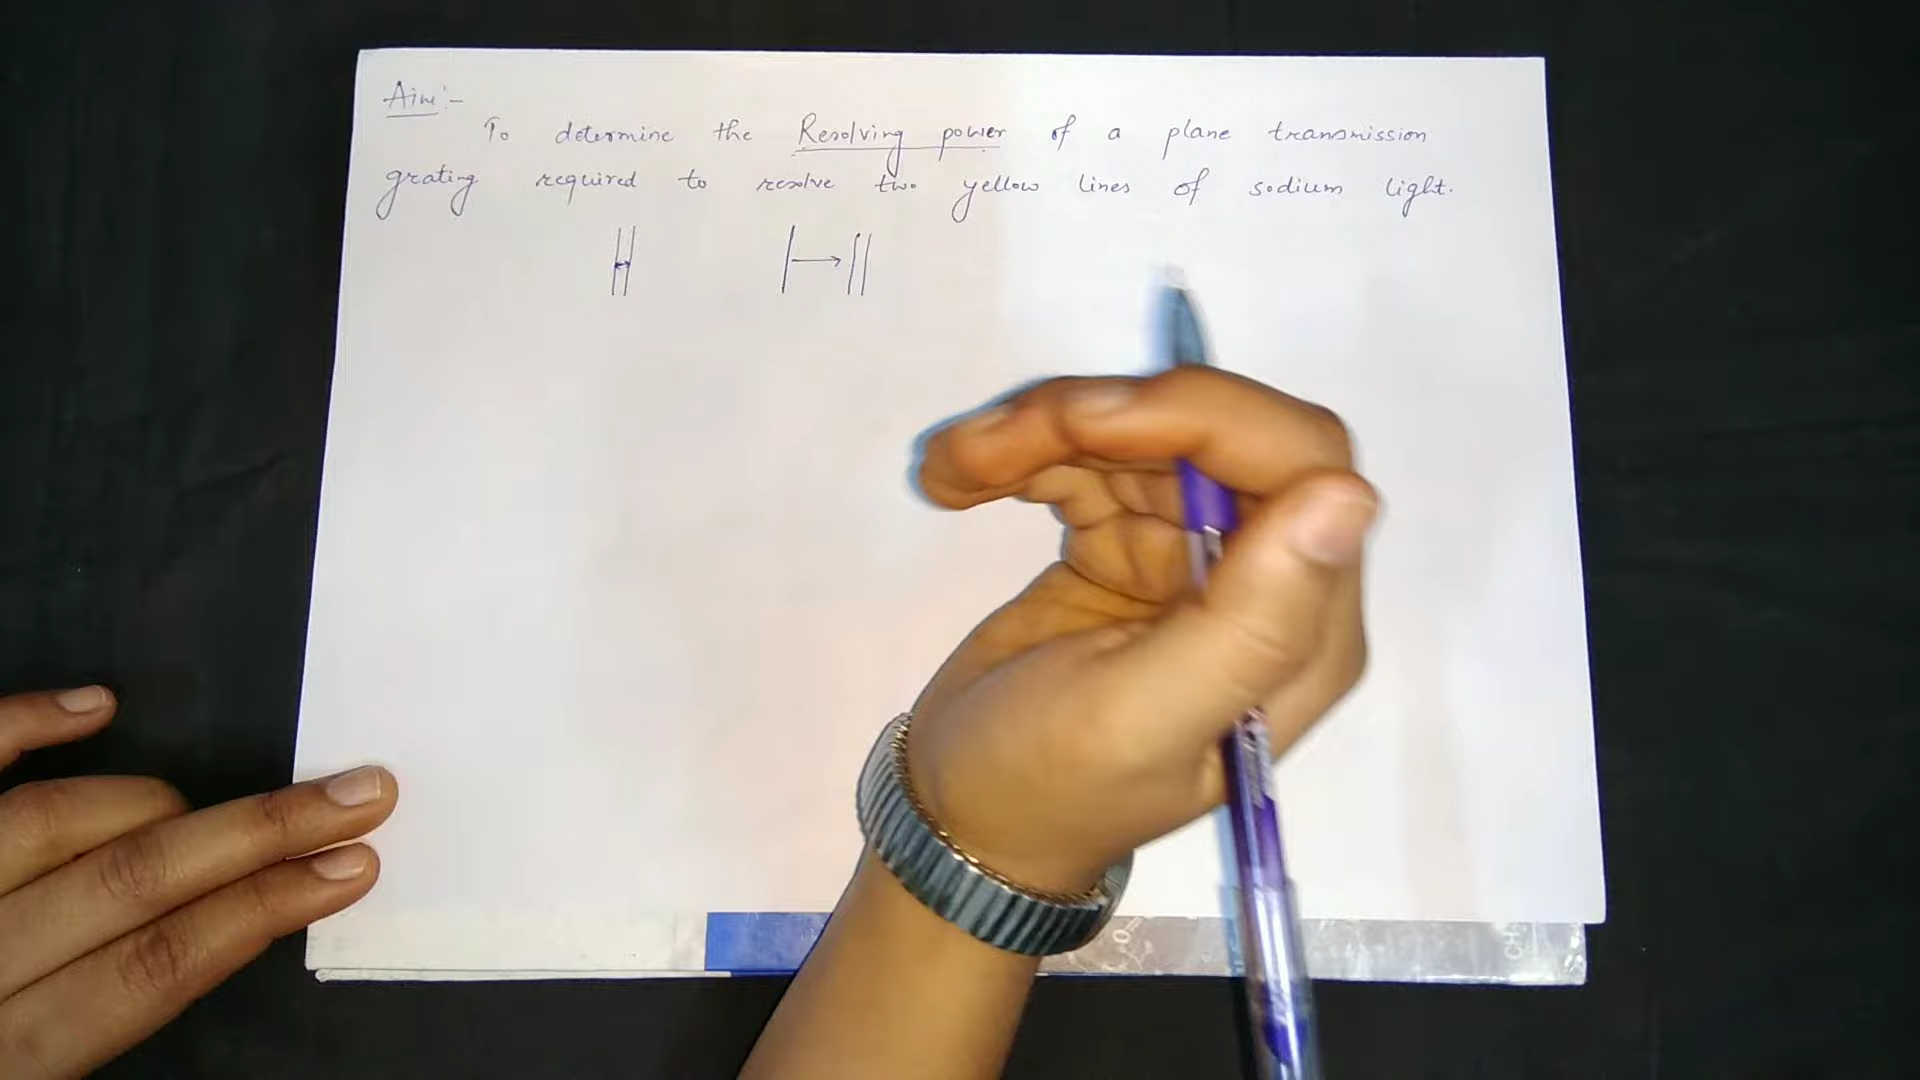 Aim:-
To determine the Resolving power of a plane transmission
grating required to resolve two yellow lines of sodium light.